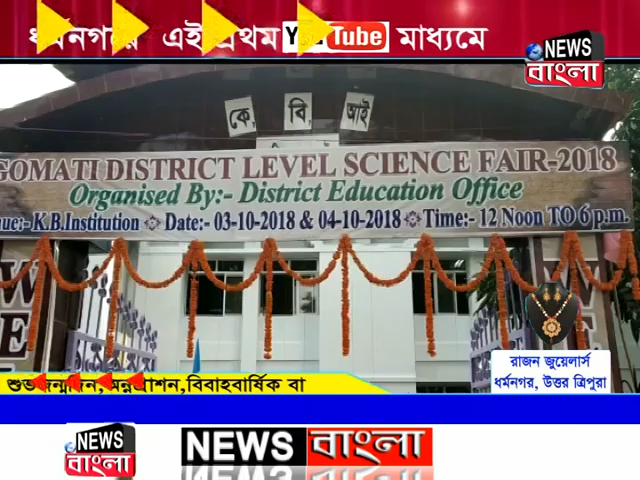 ধর্মনগরে এই প্রথম YouTube মাধ্যমে
NEWS
বাংলা
কে. বি. আই
GOMATI DISTRICT LEVEL SCIENCE FAIR-2018
Organised By:- District Education Office
nue:- K.B.Institution Date:- 03-10-2018 & 04-10-2018 Time:- 12 Noon TO 6 p.m.
রাজন জুয়েলার্স
ধর্মনগর, উত্তর ত্রিপুরা
শুভজন্মদিন,অন্নপ্রাশন,বিবাহবার্ষিক বা
NEWS
বাংলা
NEWS বাংলা